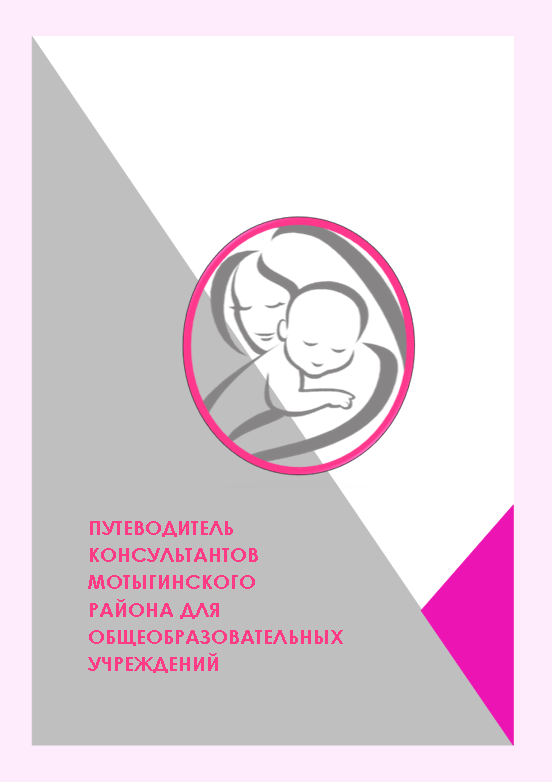 ПУТЕВОДИТЕЛЬ
КОНСУЛЬТАНТОВ
МОТЫГИНСКОГО
РАЙОНА ДЛЯ
ОБЩЕОБРАЗОВАТЕЛЬНЫХ
УЧРЕЖДЕНИЙ